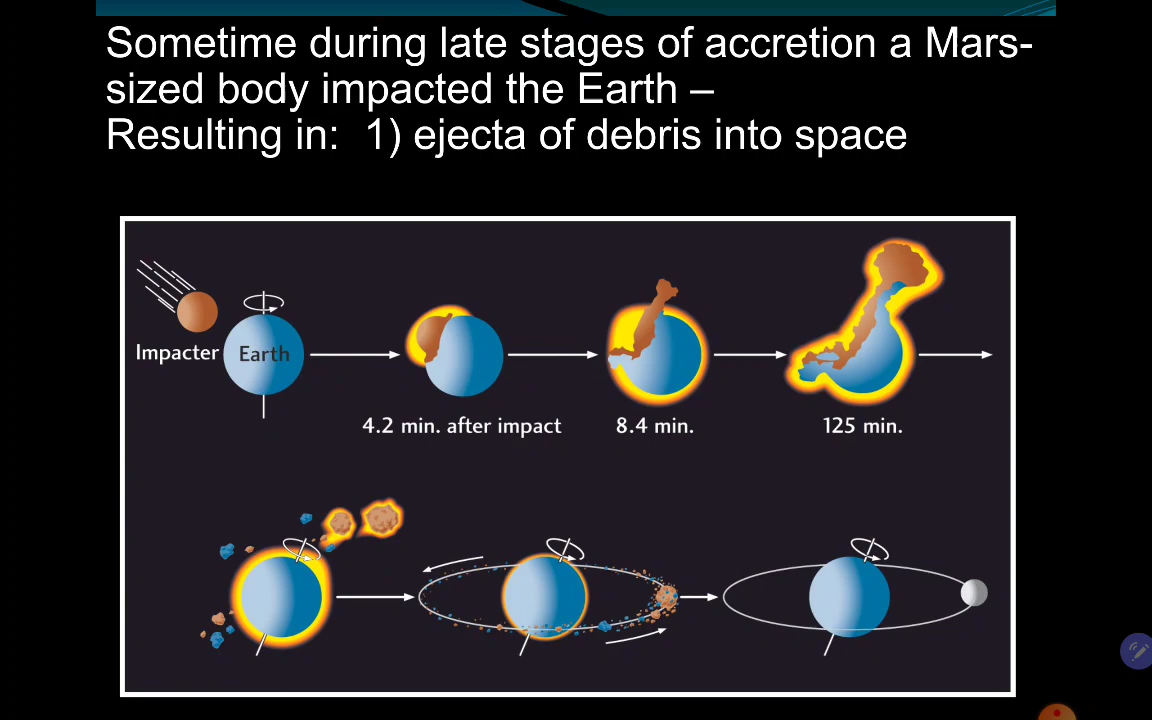 Sometime during late stages of accretion a Mars-
sized body impacted the Earth –
Resulting in:  1) ejecta of debris into space
Impacter
Earth
4.2 min. after impact
8.4 min.
125 min.